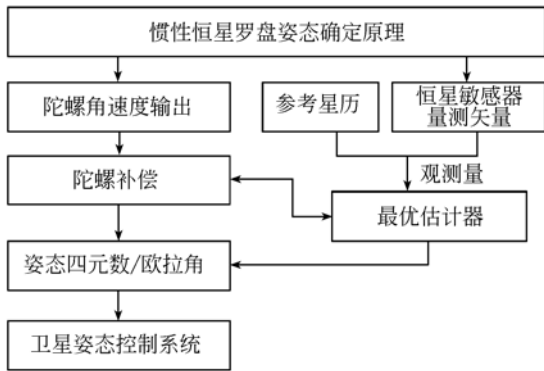 惯性恒星罗盘姿态确定原理
陀螺角速度输出
参考星历
恒星敏感器
量测矢量
观测量
陀螺补偿
最优估计器
姿态四元数/欧拉角
卫星姿态控制系统